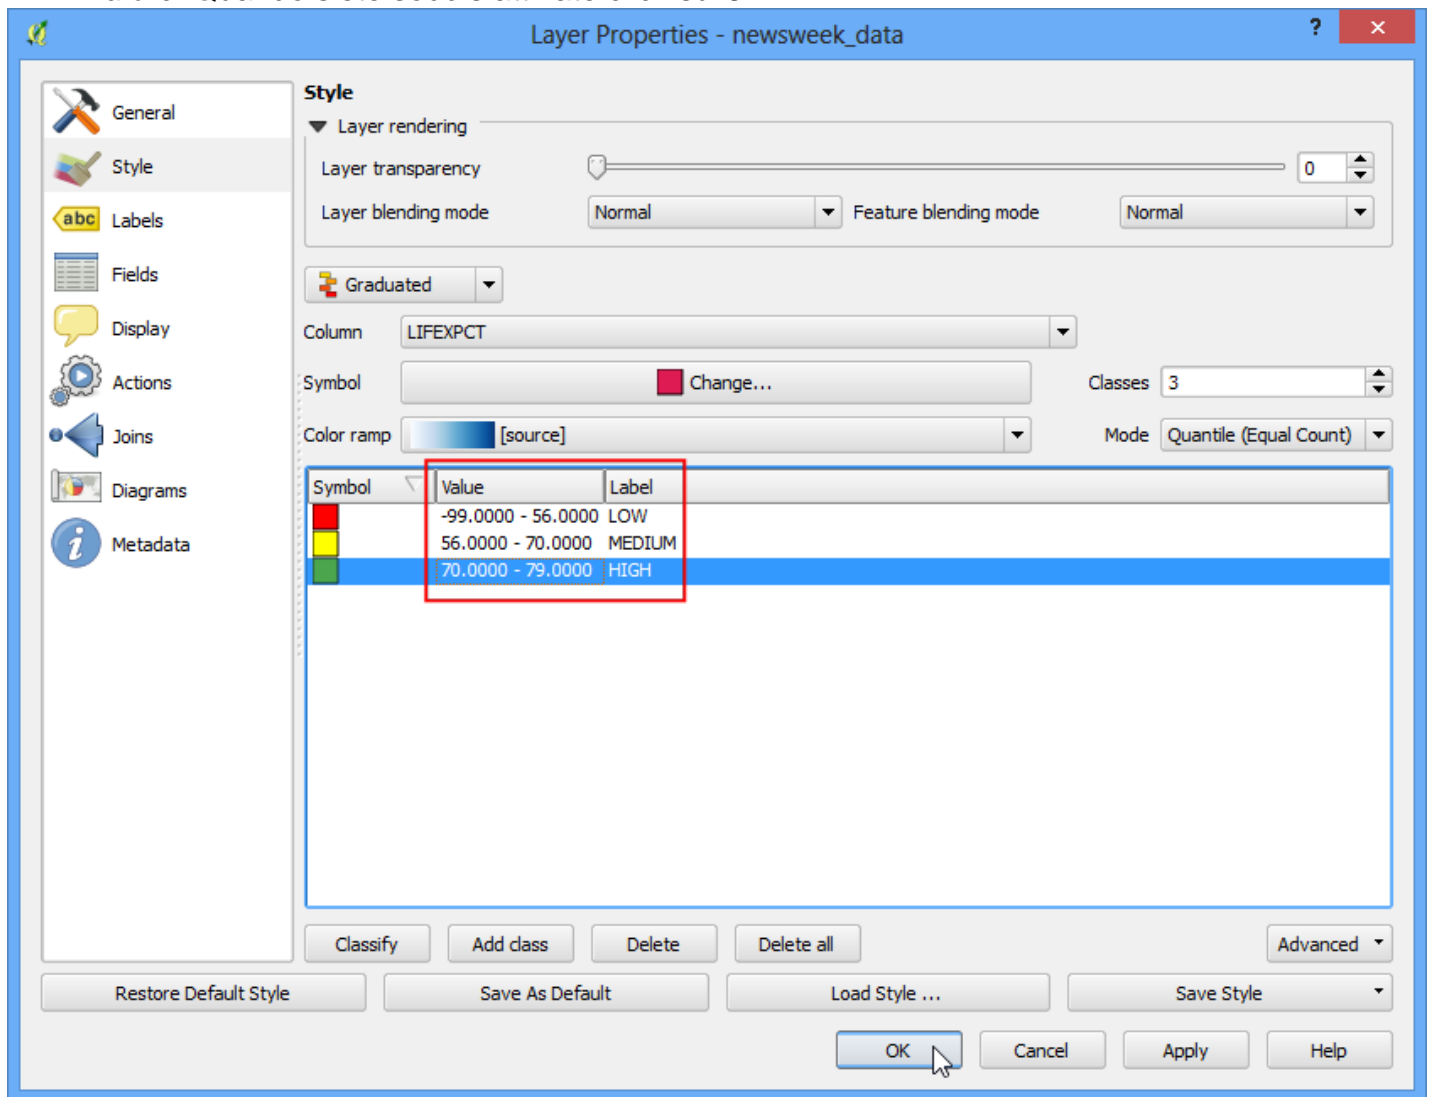 Layer Properties - newsweek_data
?
General
Style
Labels
Fields
Display
Actions
Joins
Diagrams
Metadata
abc
Style
Layer rendering
Layer transparency 0
Layer blending mode Normal Feature blending mode Normal
Graduated
Column LIFEXPCT
Symbol Change... Classes 3
Color ramp [source] Mode Quantile (Equal Count)
Symbol Value Label
-99.0000 - 56.0000 LOW
56.0000 - 70.0000 MEDIUM
70.0000 - 79.0000 HIGH
Classify Add class Delete Delete all Advanced
Restore Default Style Save As Default Load Style ... Save Style
OK Cancel Apply Help